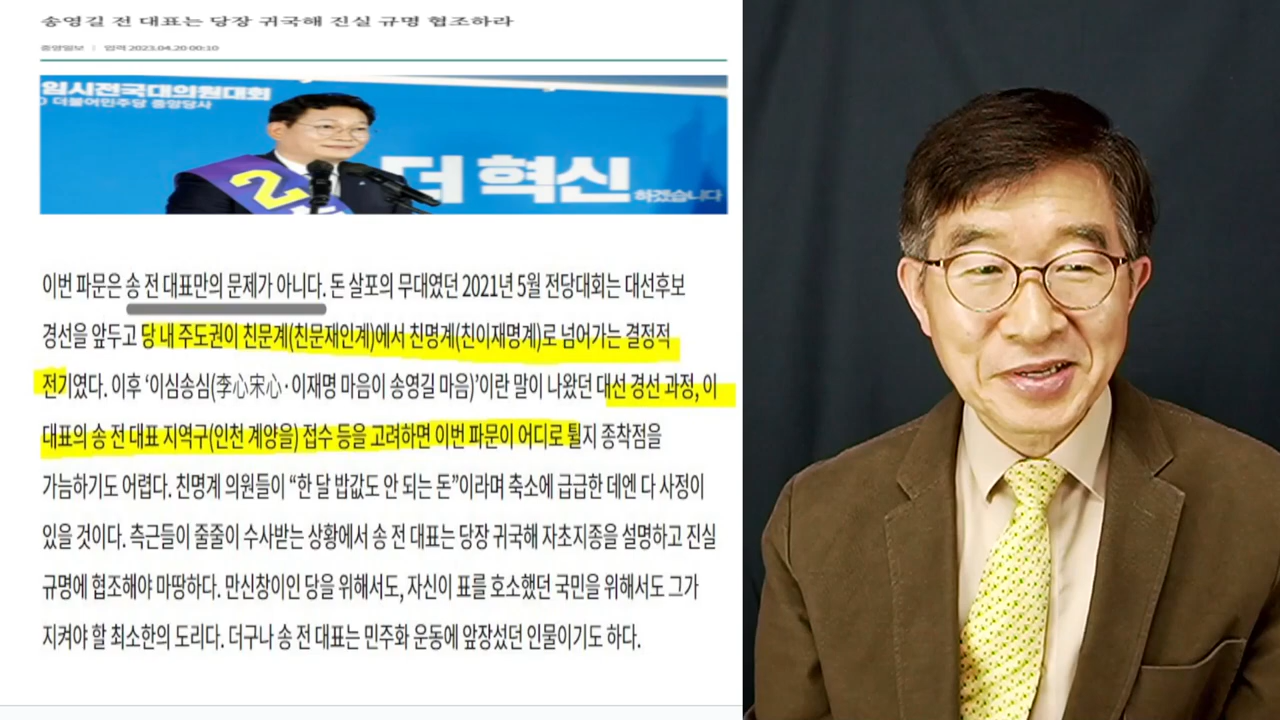 송영길 전 대표는 당장 귀국해 진실 규명 협조하라
중앙일보 | 입력 2023.04.20 00:10
임시전국대의원대회
더불어민주당 중앙당사
2
더 혁신
하겠습니다
이번 파문은 송 전 대표만의 문제가 아니다. 돈 살포의 무대였던 2021년 5월 전당대회는 대선후보
경선을 앞두고 당 내 주도권이 친문계(친문재인계)에서 친명계(친이재명계)로 넘어가는 결정적
전기였다. 이후 ‘이심송심(李心宋心·이재명 마음이 송영길 마음)’이란 말이 나왔던 대선 경선 과정, 이
대표의 송 전 대표 지역구(인천 계양을) 접수 등을 고려하면 이번 파문이 어디로 튈지 종착점을
가늠하기도 어렵다. 친명계 의원들이 “한 달 밥값도 안 되는 돈”이라며 축소에 급급한 데엔 다 사정이
있을 것이다. 측근들이 줄줄이 수사받는 상황에서 송 전 대표는 당장 귀국해 자초지종을 설명하고 진실
규명에 협조해야 마땅하다. 만신창이인 당을 위해서도, 자신이 표를 호소했던 국민을 위해서도 그가
지켜야 할 최소한의 도리다. 더구나 송 전 대표는 민주화 운동에 앞장섰던 인물이기도 하다.